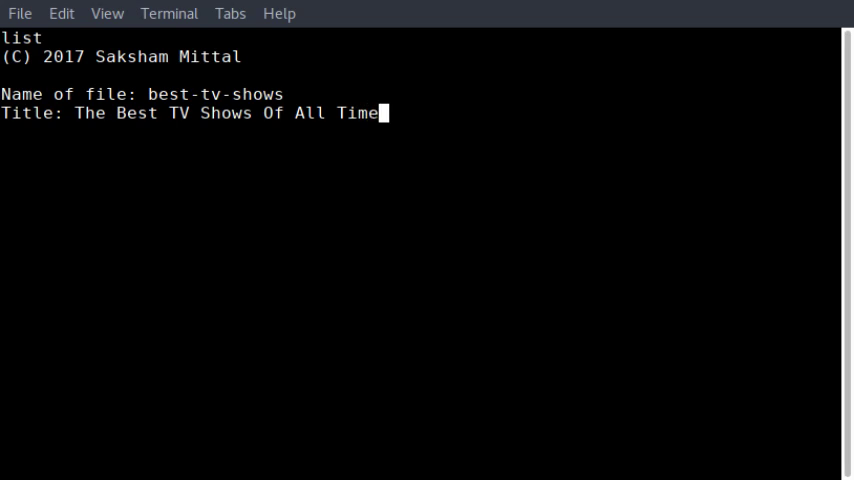 File Edit View Terminal Tabs Help
list
(C) 2017 Saksham Mittal
Name of file: best-tv-shows
Title: The Best TV Shows Of All Time